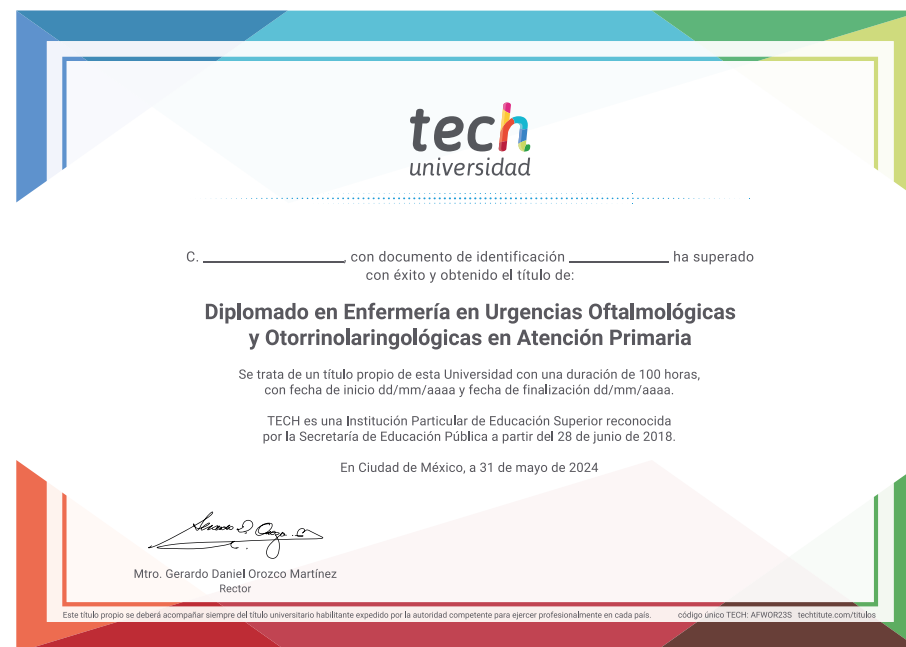 tech
universidad
C. ____________, con documento de identificación ____________ ha superado
con éxito y obtenido el título de:
Diplomado en Enfermería en Urgencias Oftalmológicas
y Otorrinolaringológicas en Atención Primaria
Se trata de un título propio de esta Universidad con una duración de 100 horas,
con fecha de inicio dd/mm/aaaa y fecha de finalización dd/mm/aaaa.
TECH es una Institución Particular de Educación Superior reconocida
por la Secretaría de Educación Pública a partir del 28 de junio de 2018.
En Ciudad de México, a 31 de mayo de 2024
Mtro. Gerardo Daniel Orozco Martínez
Rector
Este título propio se deberá acompañar siempre del título universitario habilitante expedido por la autoridad competente para ejercer profesionalmente en cada país. código único TECH: AFWOR23S techtitute.com/titulos